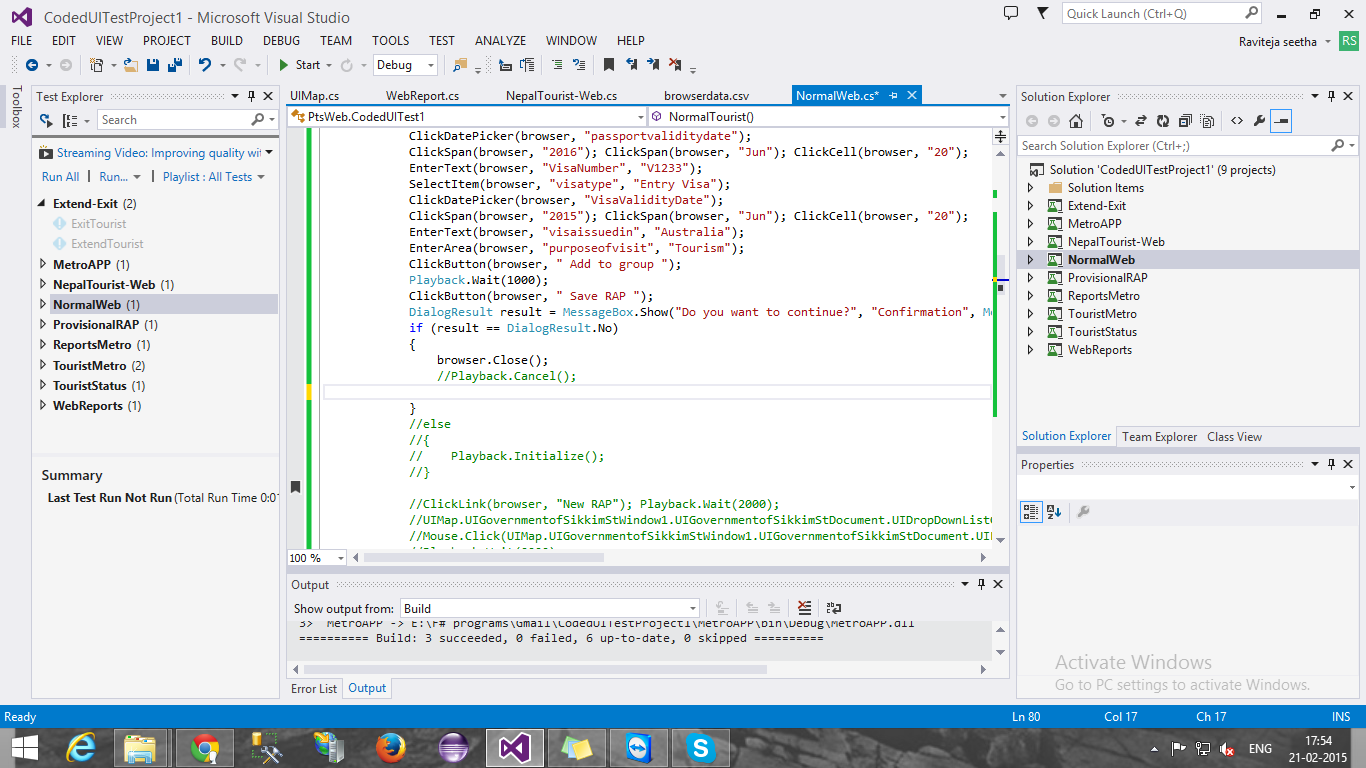 CodedUITestProject1 - Microsoft Visual Studio
Quick Launch (Ctrl+Q)
FILE EDIT VIEW PROJECT BUILD DEBUG TEAM TOOLS TEST ANALYZE WINDOW HELP
Raviteja seetha RS
Start Debug
Toolbox
Test Explorer
Search
Streaming Video: Improving quality wit
Run All Run... Playlist : All Tests
Extend-Exit (2)
ExitTourist
ExtendTourist
MetroAPP (1)
NepalTourist-Web (1)
NormalWeb (1)
ProvisionalRAP (1)
ReportsMetro (1)
TouristMetro (2)
TouristStatus (1)
WebReports (1)
Summary
Last Test Run Not Run (Total Run Time 0:01
UIMap.cs WebReport.cs NepalTourist-Web.cs browserdata.csv NormalWeb.cs*
PtsWeb.CodedUITest1 NormalTourist()
ClickDatePicker(browser, "passportvaliditydate");
ClickSpan(browser, "2016"); ClickSpan(browser, "Jun"); ClickCell(browser, "20");
EnterText(browser, "VisaNumber", "V1233");
SelectItem(browser, "visatype", "Entry Visa");
ClickDatePicker(browser, "VisaValidityDate");
ClickSpan(browser, "2015"); ClickSpan(browser, "Jun"); ClickCell(browser, "20");
EnterText(browser, "visaissuedin", "Australia");
EnterArea(browser, "purposeofvisit", "Tourism");
ClickButton(browser, " Add to group ");
Playback.Wait(1000);
ClickButton(browser, " Save RAP ");
DialogResult result = MessageBox.Show("Do you want to continue?", "Confirmation", Me
if (result == DialogResult.No)
{
browser.Close();
//Playback.Cancel();
}
//else
//{
// Playback.Initialize();
//}
//ClickLink(browser, "New RAP"); Playback.Wait(2000);
//UIMap.UIGovernmentofSikkimStWindow1.UIGovernmentofSikkimStDocument.UIDropDownList
//Mouse.Click(UIMap.UIGovernmentofSikkimStWindow1.UIGovernmentofSikkimStDocument.UI
100 %
Output
Show output from: Build
3> MetroAPP -> E:\F# programs\Gmail\CodedUITestProject1\MetroAPP\bin\Debug\MetroAPP.dll
========== Build: 3 succeeded, 0 failed, 6 up-to-date, 0 skipped ==========
Error List Output
Solution Explorer
Search Solution Explorer (Ctrl+;)
Solution 'CodedUITestProject1' (9 projects)
Solution Items
Extend-Exit
MetroAPP
NepalTourist-Web
NormalWeb
ProvisionalRAP
ReportsMetro
TouristMetro
TouristStatus
WebReports
Solution Explorer Team Explorer Class View
Properties
Activate Windows
Go to PC settings to activate Windows.
Ready Ln 80 Col 17 Ch 17 INS
ENG 17:54
21-02-2015